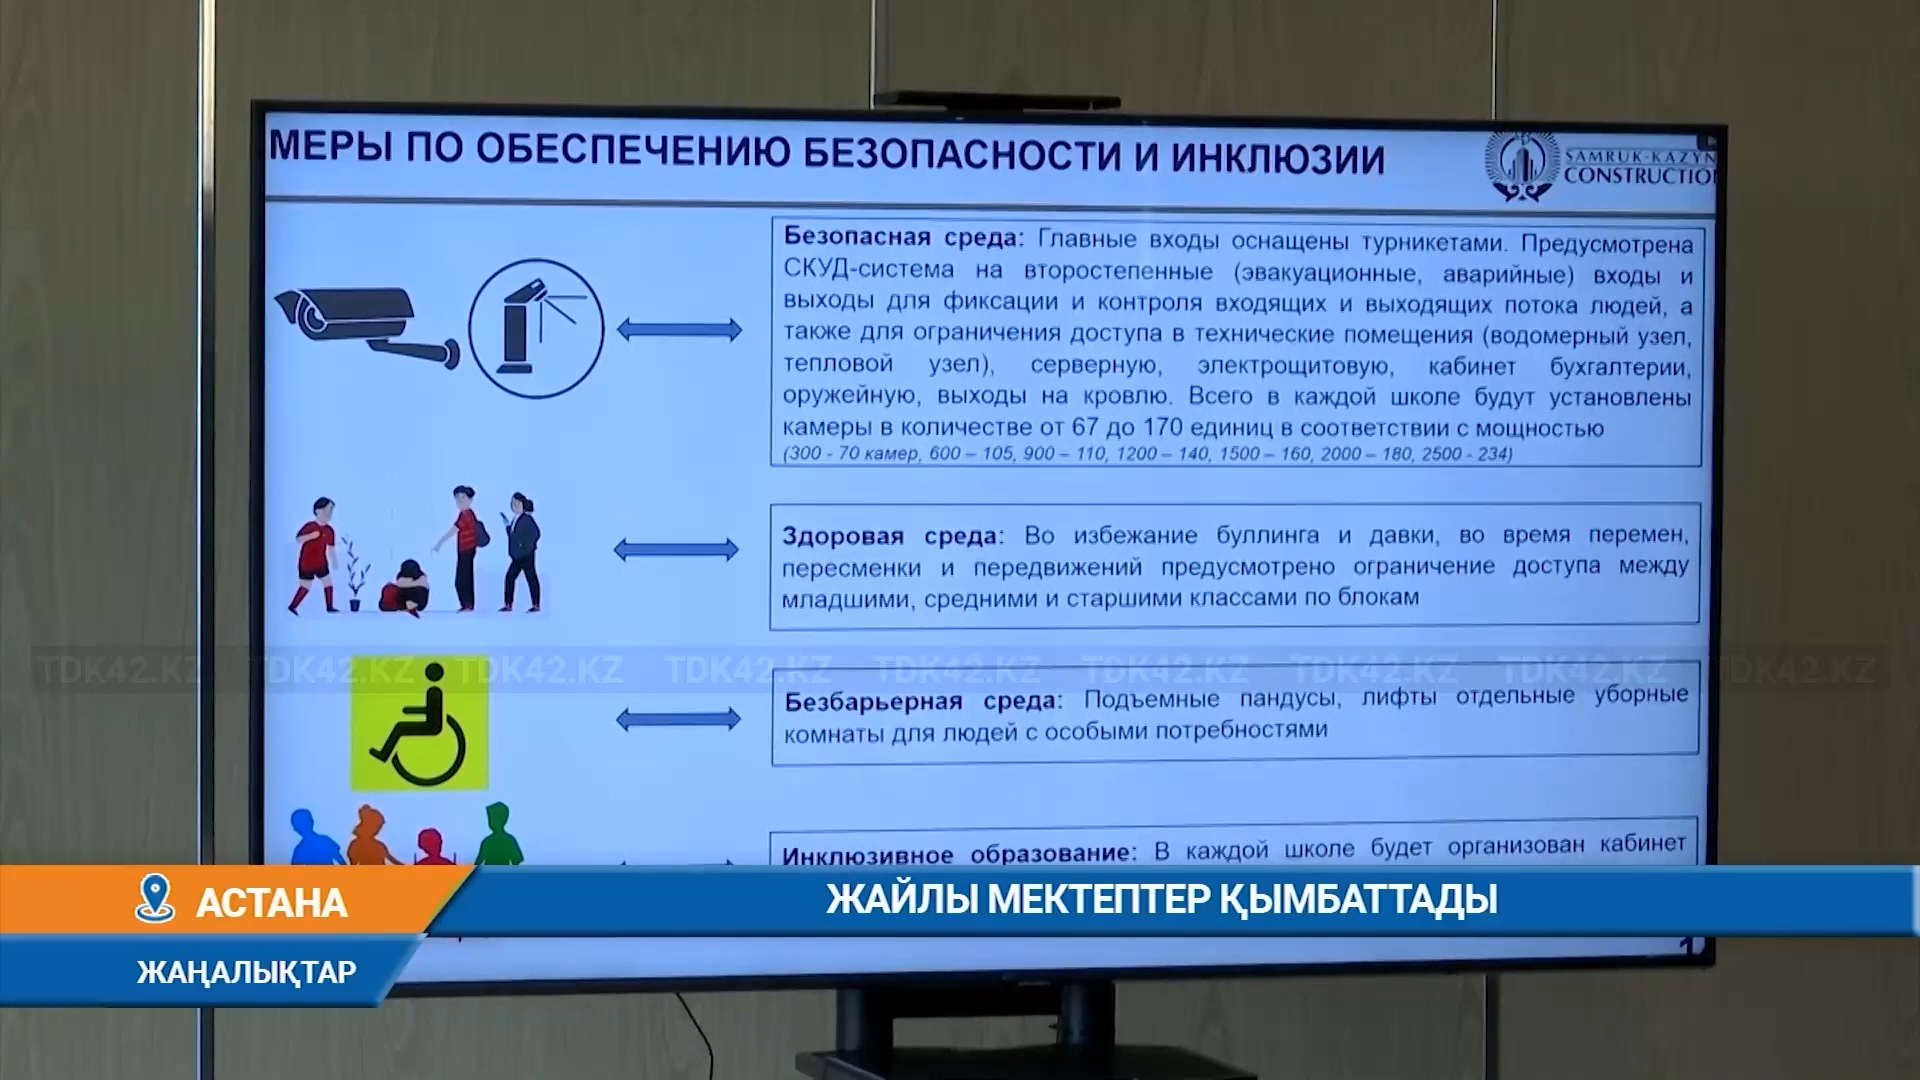 МЕРЫ ПО ОБЕСПЕЧЕНИЮ БЕЗОПАСНОСТИ И ИНКЛЮЗИИ
SAMRUK-KAZYN
CONSTRUCTIO
Безопасная среда: Главные входы оснащены турникетами. Предусмотрена
СКУД-система на второстепенные (эвакуационные, аварийные) входы и
выходы для фиксации и контроля входящих и выходящих потока людей, а
также для ограничения доступа в технические помещения (водомерный узел,
тепловой узел), серверную, электрощитовую, кабинет бухгалтерии,
оружейную, выходы на кровлю. Всего в каждой школе будут установлены
камеры в количестве от 67 до 170 единиц в соответствии с мощностью
(300 - 70 камер, 600 – 105, 900 – 110, 1200 – 140, 1500 – 160, 2000 – 180, 2500 - 234)
Здоровая среда: Во избежание буллинга и давки, во время перемен,
пересменки и передвижений предусмотрено ограничение доступа между
младшими, средними и старшими классами по блокам
TDK42.KZ TDK42.KZ TDK42.KZ TDK42.KZ TDK42.KZ TDK42.KZ TDK42.KZ TDK42.KZ TDK42.KZ
Безбарьерная среда: Подъемные пандусы, лифты отдельные уборные
комнаты для людей с особыми потребностями
Инклюзивное образование: В каждой школе будет организован кабинет
АСТАНА
ЖАЙЛЫ МЕКТЕПТЕР ҚЫМБАТТАДЫ
ЖАҢАЛЫҚТАР